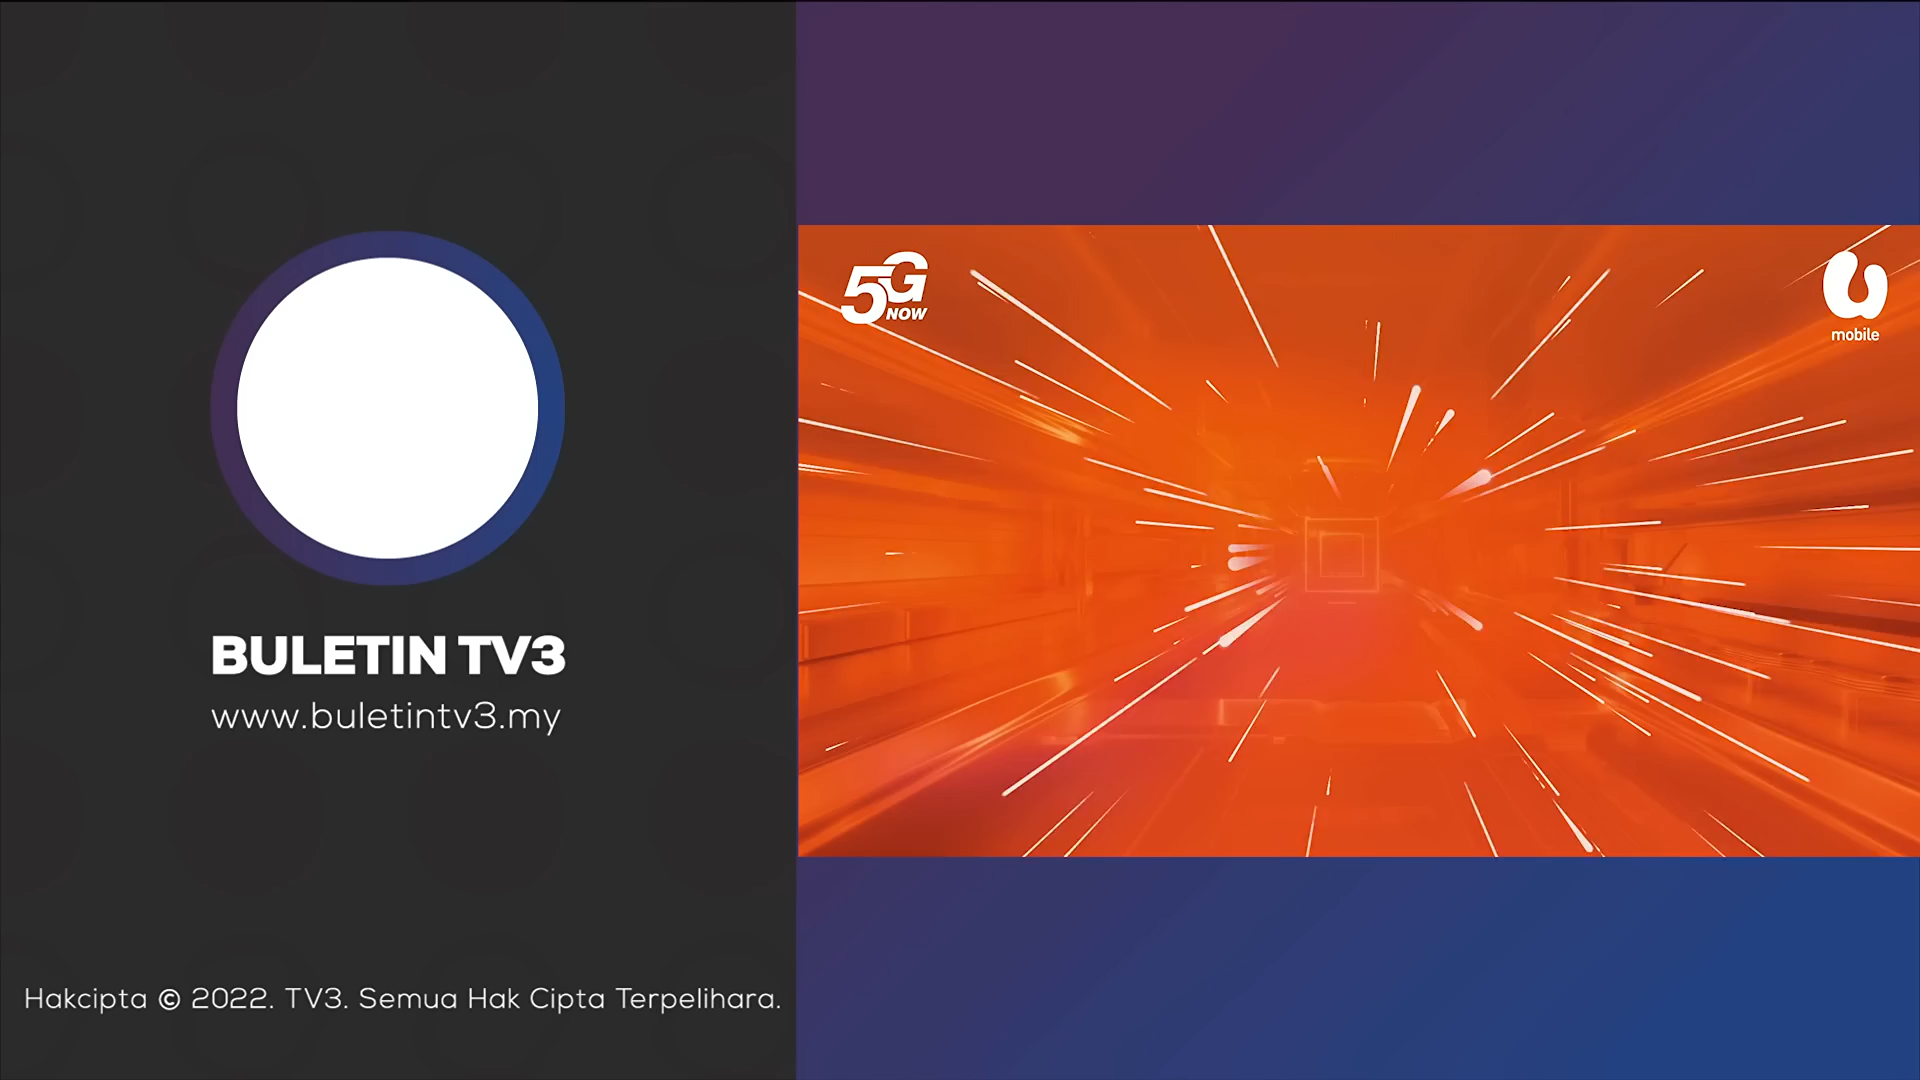 BULETIN TV3
www.buletintv3.my
Hakcipta © 2022. TV3. Semua Hak Cipta Terpelihara.
5G
NOW
mobile